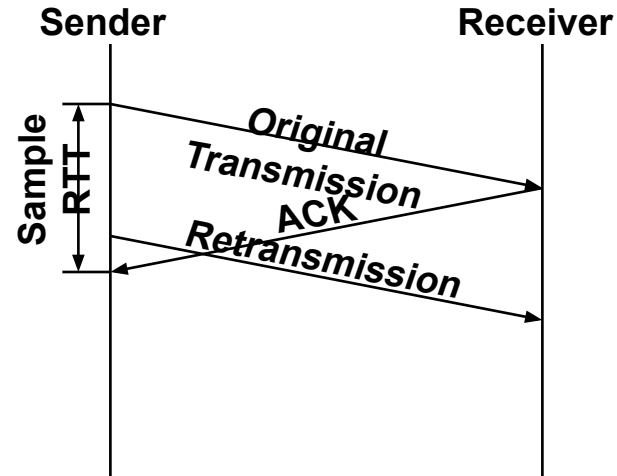 Sender
Receiver
Sample
RTT
Original
Transmission
ACK
Retransmission